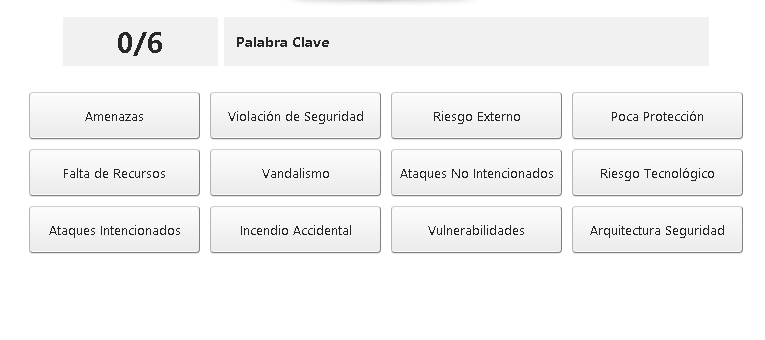 0/6
Palabra Clave
Amenazas
Violación de Seguridad
Riesgo Externo
Poca Protección
Falta de Recursos
Vandalismo
Ataques No Intencionados
Riesgo Tecnológico
Ataques Intencionados
Incendio Accidental
Vulnerabilidades
Arquitectura Seguridad